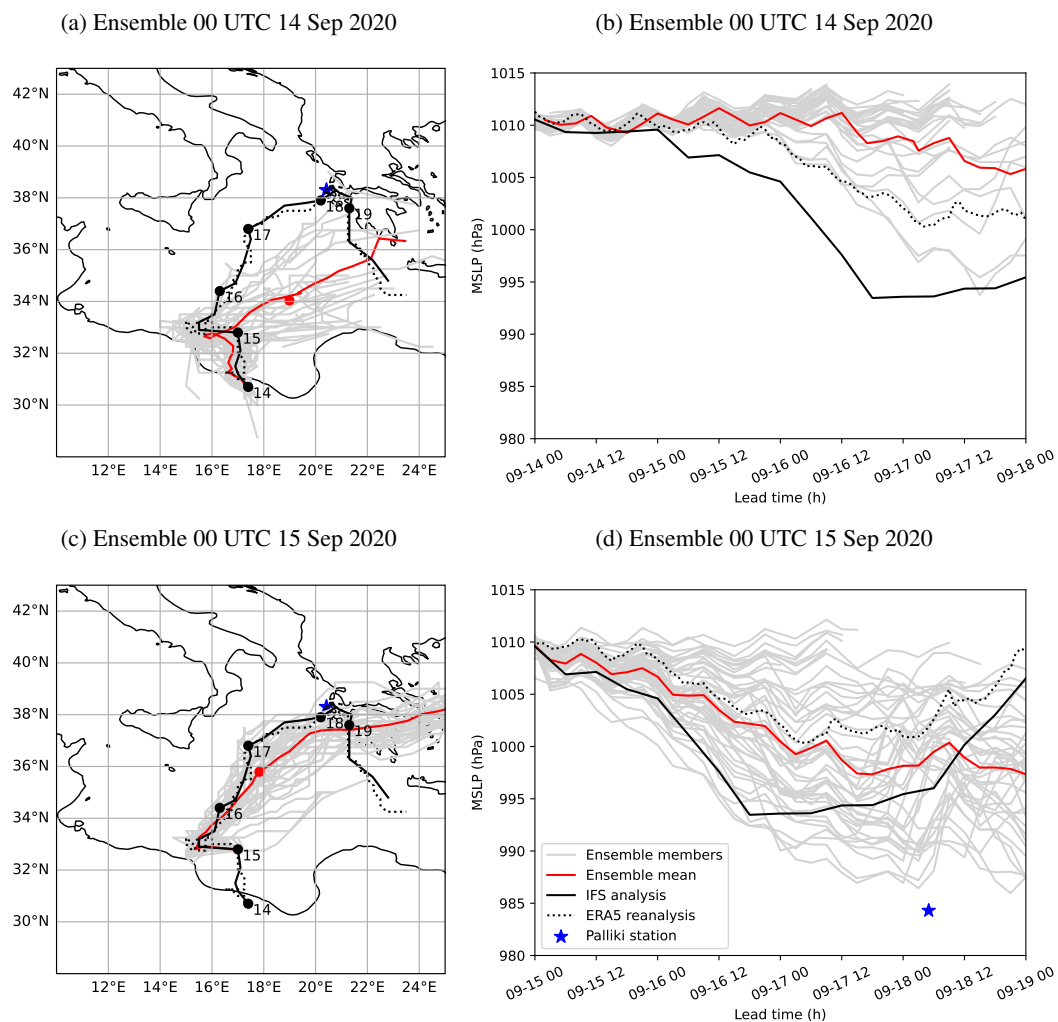 (a) Ensemble 00 UTC 14 Sep 2020
(b) Ensemble 00 UTC 14 Sep 2020
42°N
40°N
38°N
36°N
34°N
32°N
30°N
12°E 14°E 16°E 18°E 20°E 22°E 24°E
14
15
16
17
18
19
1015
1010
1005
1000
995
990
985
980
MSLP (hPa)
09-14 00
09-14 12
09-15 00
09-15 12
09-16 00
09-16 12
09-17 00
09-17 12
09-18 00
Lead time (h)
(c) Ensemble 00 UTC 15 Sep 2020
(d) Ensemble 00 UTC 15 Sep 2020
42°N
40°N
38°N
36°N
34°N
32°N
30°N
12°E 14°E 16°E 18°E 20°E 22°E 24°E
14
15
16
17
18
19
1015
1010
1005
1000
995
990
985
980
MSLP (hPa)
Ensemble members
Ensemble mean
IFS analysis
ERA5 reanalysis
Palliki station
09-15 00
09-15 12
09-16 00
09-16 12
09-17 00
09-17 12
09-18 00
09-18 12
09-19 00
Lead time (h)